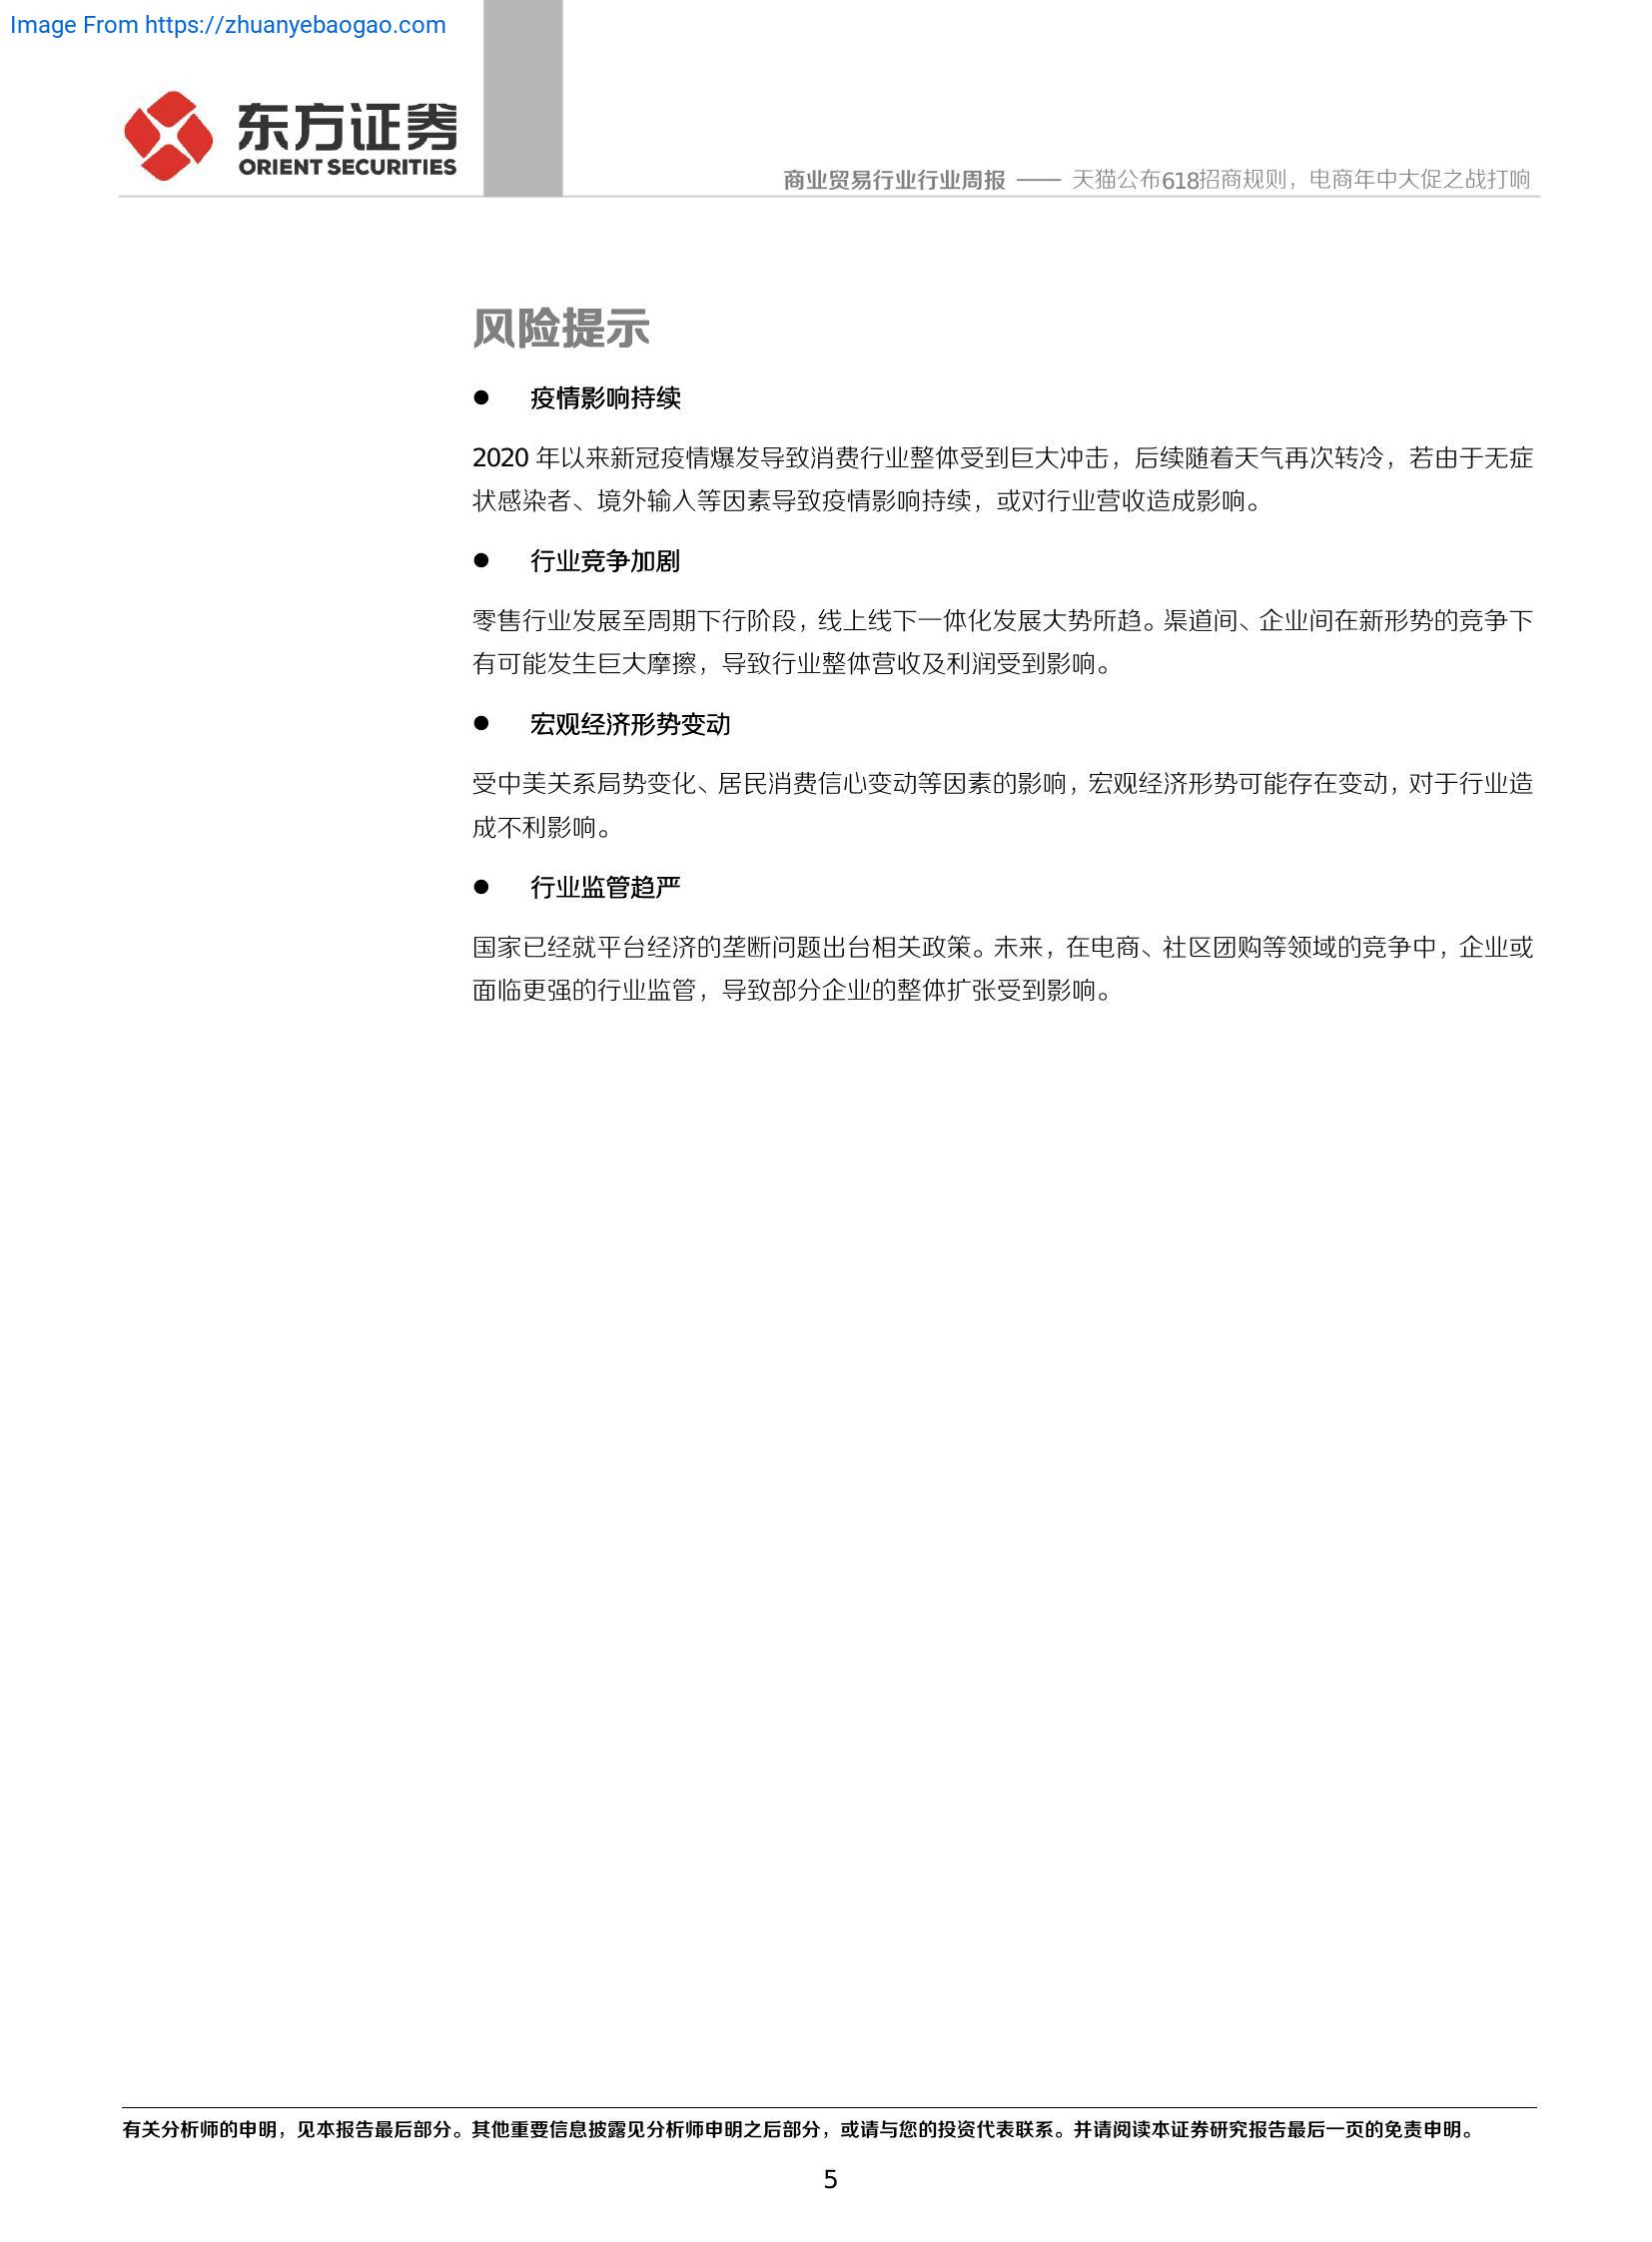 Image From https://zhuanyebaogao.com
东方证券
ORIENT SECURITIES
商业贸易行业行业周报 —— 天猫公布618招商规则，电商年中大促之战打响
风险提示
● 疫情影响持续
2020 年以来新冠疫情爆发导致消费行业整体受到巨大冲击，后续随着天气再次转冷，若由于无症
状感染者、境外输入等因素导致疫情影响持续，或对行业营收造成影响。
● 行业竞争加剧
零售行业发展至周期下行阶段，线上线下一体化发展大势所趋。渠道间、企业间在新形势的竞争下
有可能发生巨大摩擦，导致行业整体营收及利润受到影响。
● 宏观经济形势变动
受中美关系局势变化、居民消费信心变动等因素的影响，宏观经济形势可能存在变动，对于行业造
成不利影响。
● 行业监管趋严
国家已经就平台经济的垄断问题出台相关政策。未来，在电商、社区团购等领域的竞争中，企业或
面临更强的行业监管，导致部分企业的整体扩张受到影响。
有关分析师的申明，见本报告最后部分。其他重要信息披露见分析师申明之后部分，或请与您的投资代表联系。并请阅读本证券研究报告最后一页的免责申明。
5